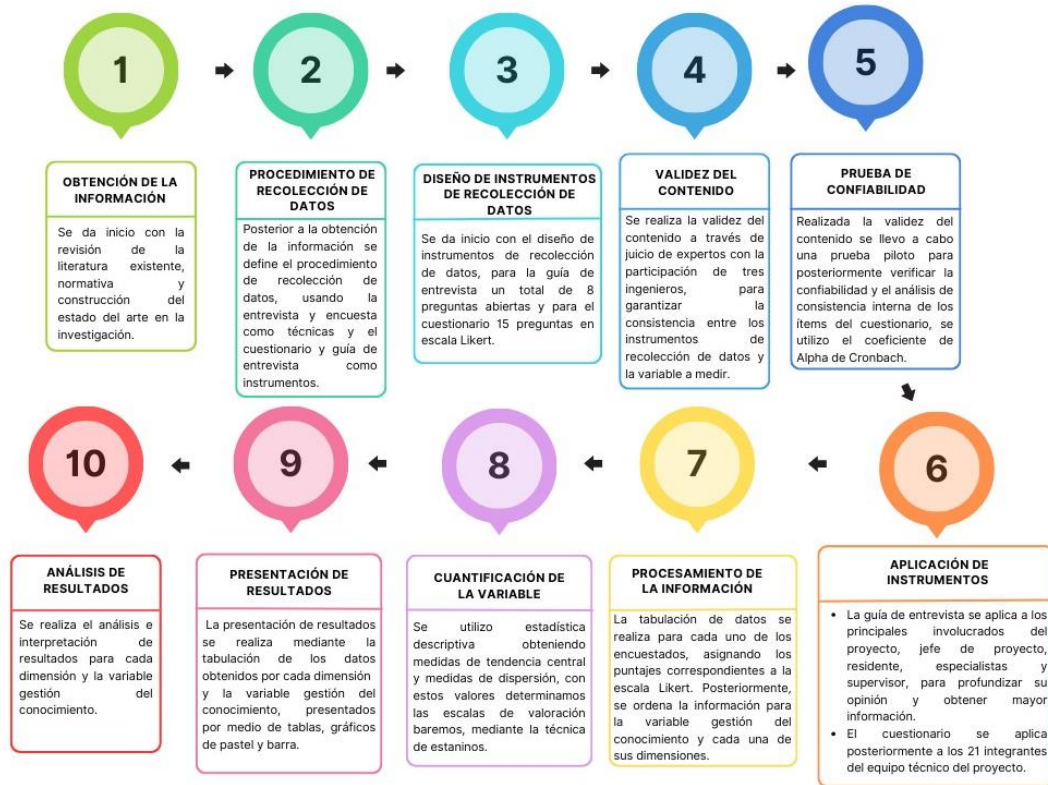 1
OBTENCIÓN DE LA
INFORMACIÓN
Se da inicio con la
revisión de la
literatura existente,
normativa y
construcción del
estado del arte en la
investigación.
2
PROCEDIMIENTO DE
RECOLECCIÓN DE
DATOS
Posterior a la obtención
de la información se
define el procedimiento
de recolección de
datos, usando la
entrevista y encuesta
como técnicas y el
cuestionario y guía de
entrevista como
instrumentos.
3
DISEÑO DE INSTRUMENTOS
DE RECOLECCIÓN DE
DATOS
Se da inicio con el diseño de
instrumentos de recolección
de datos, para la guía de
entrevista un total de 8
preguntas abiertas y para el
cuestionario 15 preguntas en
escala Likert.
4
VALIDEZ DEL
CONTENIDO
Se realiza la validez del
contenido a través de
juicio de expertos con la
participación de tres
ingenieros, para
garantizar la
consistencia entre los
instrumentos de
recolección de datos y
la variable a medir.
5
PRUEBA DE
CONFIABILIDAD
Realizada la validez del
contenido se llevo a cabo
una prueba piloto para
posteriormente verificar la
confiabilidad y el análisis de
consistencia interna de los
ítems del cuestionario, se
utilizo el coeficiente de
Alpha de Cronbach.
6
APLICACIÓN DE
INSTRUMENTOS
• La guía de entrevista se aplica a los
principales involucrados del
proyecto, jefe de proyecto,
residente, especialistas y
supervisor, para profundizar su
opinión y obtener mayor
información.
• El cuestionario se aplica
posteriormente a los 21 integrantes
del equipo técnico del proyecto.
7
PROCESAMIENTO DE
LA INFORMACIÓN
La tabulación de datos se
realiza para cada uno de los
encuestados, asignando los
puntajes correspondientes a la
escala Likert. Posteriormente,
se ordena la información para
la variable gestión del
conocimiento y cada una de
sus dimensiones.
8
CUANTIFICACIÓN DE
LA VARIABLE
Se utilizo estadística
descriptiva obteniendo
medidas de tendencia central
y medidas de dispersión, con
estos valores determinamos
las escalas de valoración
baremos, mediante la técnica
de estaninos.
9
PRESENTACIÓN DE
RESULTADOS
La presentación de resultados
se realiza mediante la
tabulación de los datos
obtenidos por cada dimensión
y la variable gestión del
conocimiento, presentados
por medio de tablas, gráficos
de pastel y barra.
10
ANÁLISIS DE
RESULTADOS
Se realiza el análisis e
interpretación de
resultados para cada
dimensión y la variable
gestión del
conocimiento.